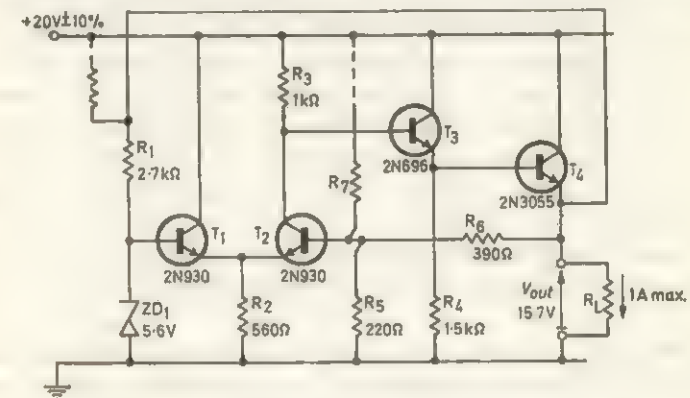 +20V±10%
R1
2·7kΩ
R3
1kΩ
R7
T3
2N696
T4
2N3055
T1
2N930
T2
2N930
R6
390Ω
ZD1
5·6V
R2
560Ω
R5
220Ω
R4
1·5kΩ
Vout
15·7V
RL
1A max.